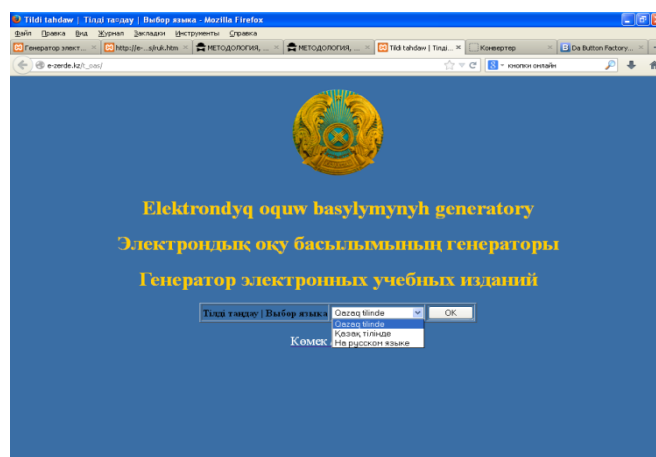 Tildi tahdaw | Тілді таңдау | Выбор языка - Mozilla Firefox
Файл Правка Вид Журнал Закладки Инструменты Справка
Генератор элект... http://e-...s/ruk.htm МЕТОДОЛОГИЯ, ... МЕТОДОЛОГИЯ, ... Tildi tahdaw | Тілді... Конвертер Da Button Factory...
e-zerde.kz/t_sas/ кнопки онлайн
Elektrondyq oquw basylymynyh generatory
Электрондық оқу басылымының генераторы
Генератор электронных учебных изданий
Тілді таңдау | Выбор языка Qazaq tilinde OK
Qazaq tilinde
Қазақ тілінде
На русском языке
Көмек